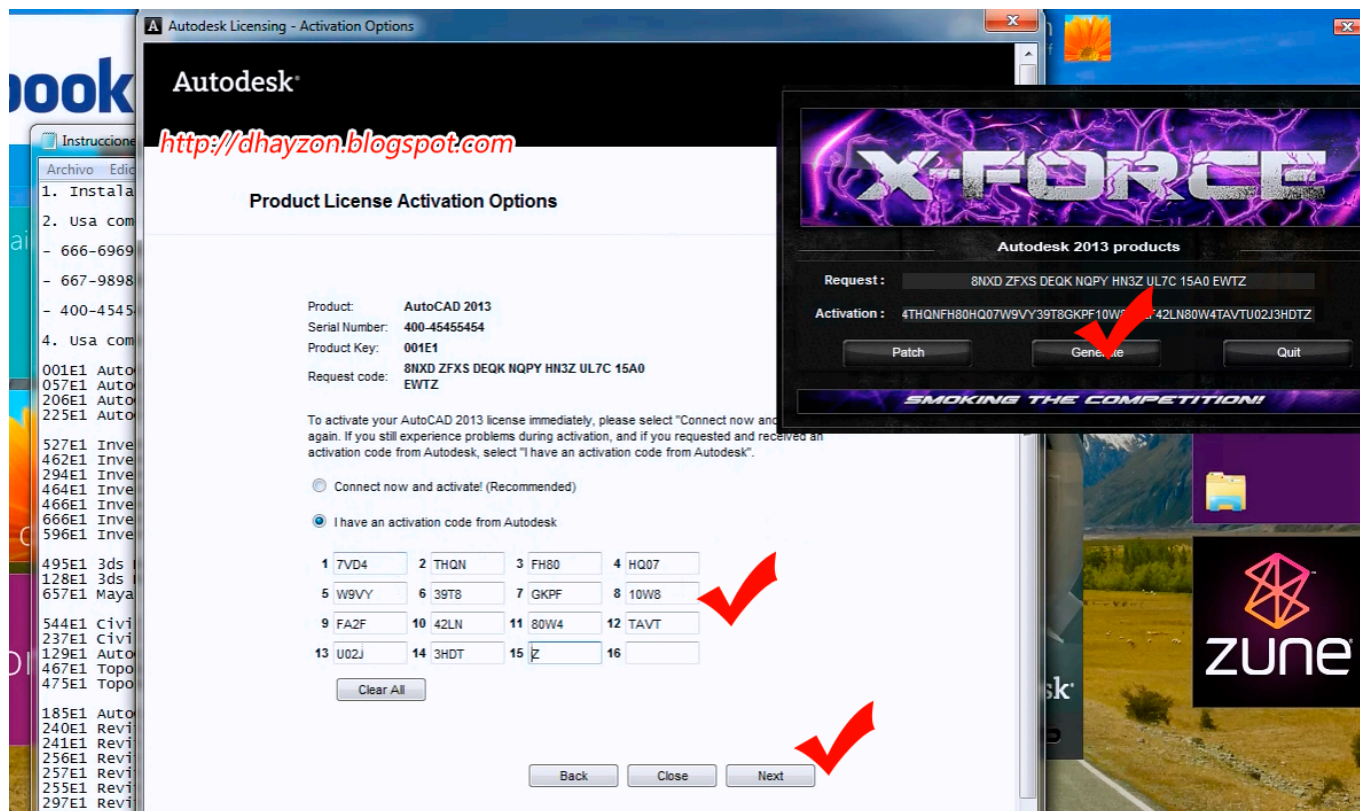 Autodesk Licensing - Activation Options
Autodesk
http://dhayzon.blogspot.com
book
Archivo
1. Instala
2. Usa com
- 666-6969
- 667-9898
- 400-4545
4. Usa com
001E1 Auto
057E1 Auto
206E1 Auto
225E1 Auto
527E1 Inve
462E1 Inve
294E1 Inve
464E1 Inve
466E1 Inve
666E1 Inve
596E1 Inve
495E1 3ds
128E1 3ds
657E1 Maya
544E1 Civi
237E1 Civi
129E1 Auto
467E1 Topo
475E1 Topo
185E1 Auto
240E1 Revi
241E1 Revi
256E1 Revi
257E1 Revi
255E1 Revi
297E1 Revi
Product License Activation Options
Product: AutoCAD 2013
Serial Number: 400-45455454
Product Key: 001E1
Request code: 8NXD ZFXS DEQK NQPY HN3Z UL7C 15A0
EWTZ
To activate your AutoCAD 2013 license immediately, please select "Connect now and
again. If you still experience problems during activation, and if you requested and received an
activation code from Autodesk, select "I have an activation code from Autodesk".
Connect now and activate! (Recommended)
I have an activation code from Autodesk
1 7VD4 2 THQN 3 FH80 4 HQ07
5 W9VY 6 39T8 7 GKPF 8 10W8
9 FA2F 10 42LN 11 80W4 12 TAVT
13 U02J 14 3HDT 15 Z 16
Clear All
Back Close Next
X-FORCE
Autodesk 2013 products
Request : 8NXD ZFXS DEQK NQPY HN3Z UL7C 15A0 EWTZ
Activation :
Patch Generate Quit
SMOKING THE COMPETITION!
zune